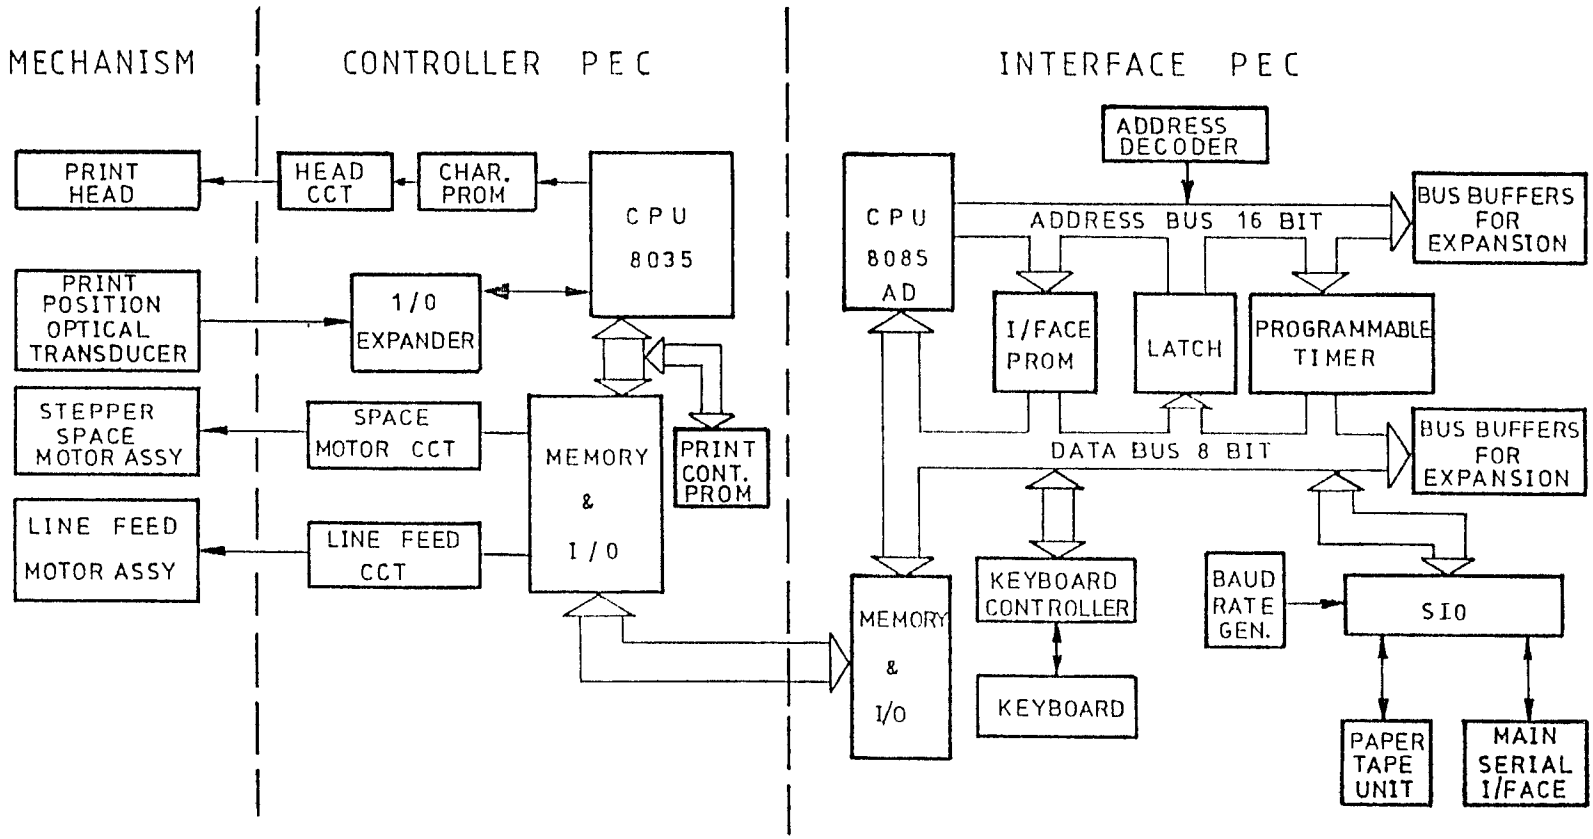 MECHANISM
CONTROLLER PEC
INTERFACE PEC
PRINT
HEAD
HEAD
CCT
CHAR.
PROM
CPU
8035
PRINT
POSITION
OPTICAL
TRANSDUCER
1/0
EXPANDER
STEPPER
SPACE
MOTOR ASSY
SPACE
MOTOR CCT
LINE FEED
MOTOR ASSY
LINE FEED
CCT
MEMORY
&
I/O
PRINT
CONT.
PROM
ADDRESS
DECODER
CPU
8085
AD
ADDRESS BUS 16 BIT
BUS BUFFERS
FOR
EXPANSION
I/FACE
PROM
LATCH
PROGRAMMABLE
TIMER
DATA BUS 8 BIT
BUS BUFFERS
FOR
EXPANSION
MEMORY
&
I/O
KEYBOARD
CONTROLLER
KEYBOARD
BAUD
RATE
GEN.
SIO
PAPER
TAPE
UNIT
MAIN
SERIAL
I/FACE